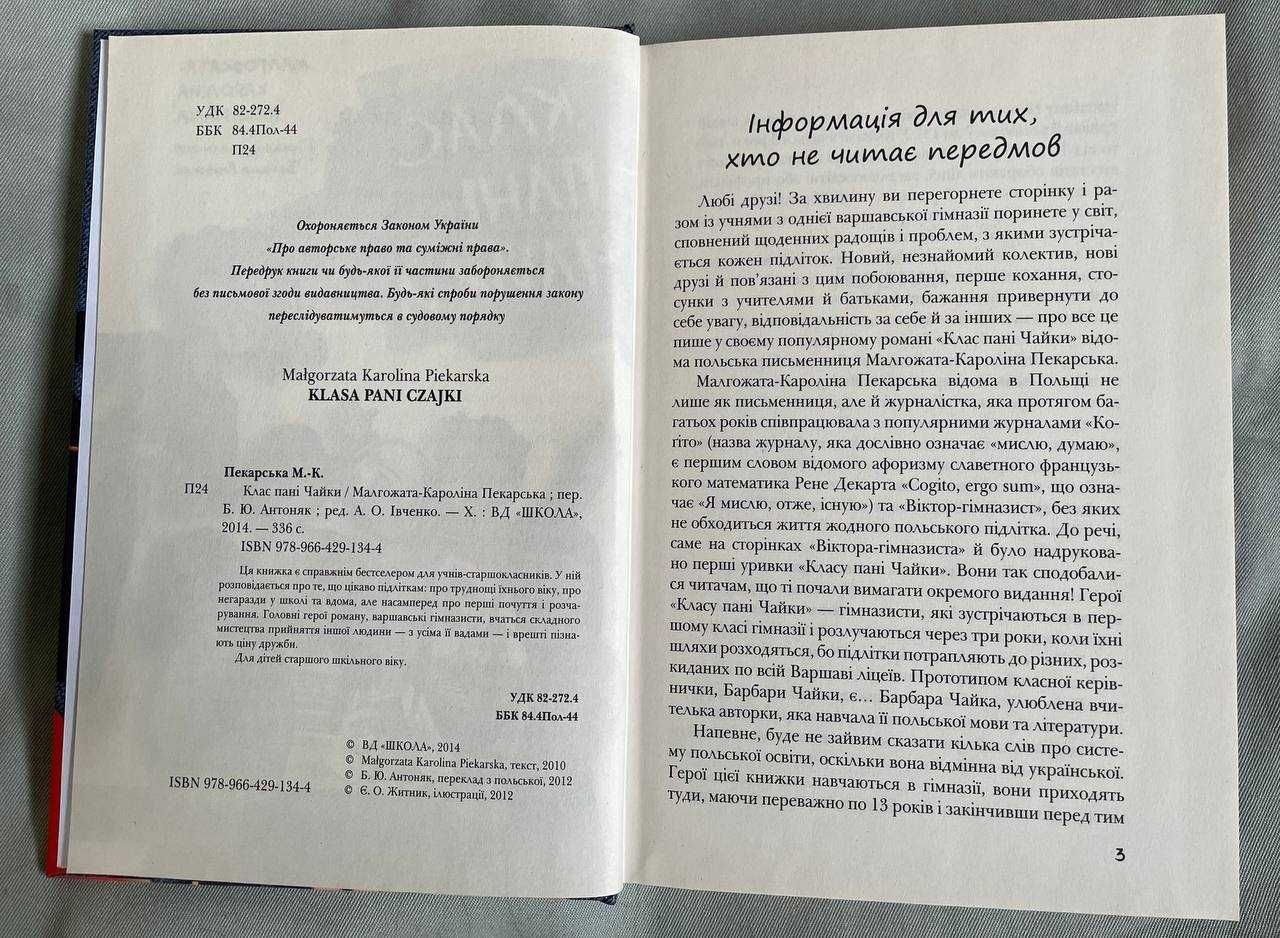 УДК 82-272.4
ББК 84.4Пол-44
П24
Охороняється Законом України
«Про авторське право та суміжні права».
Передрук книги чи будь-якої її частини забороняється
без письмової згоди видавництва. Будь-які спроби порушення закону
переслідуватимуться в судовому порядку
Małgorzata Karolina Piekarska
KLASA PANI CZAJKI
Пекарська М.-К.
П24 Клас пані Чайки / Малгожата-Кароліна Пекарська ; пер.
Б. Ю. Антоняк ; ред. А. О. Івченко. — Х. : ВД «ШКОЛА»,
2014. — 336 с.
ISBN 978-966-429-134-4
Ця книжка є справжнім бестселером для учнів-старшокласників. У ній
розповідається про те, що цікаво підліткам: про труднощі їхнього віку, про
негаразди у школі та вдома, але насамперед про перші почуття і розча-
рування. Головні герої роману, варшавські гімназисти, вчаться складного
мистецтва прийняття іншої людини — з усіма її вадами — і врешті пізна-
ють ціну дружби.
Для дітей старшого шкільного віку.
УДК 82-272.4
ББК 84.4Пол-44
© ВД «ШКОЛА», 2014
© Małgorzata Karolina Piekarska, текст, 2010
© Б. Ю. Антоняк, переклад з польської, 2012
ISBN 978-966-429-134-4 © Є. О. Житник, ілюстрації, 2012
Інформація для тих,
хто не читає передмов
Любі друзі! За хвилину ви перегорнете сторінку і ра-
зом із учнями з однієї варшавської гімназії поринете у світ,
сповнений щоденних радощів і проблем, з якими зустріча-
ється кожен підліток. Новий, незнайомий колектив, нові
друзі й пов’язані з цим побоювання, перше кохання, сто-
сунки з учителями й батьками, бажання привернути до
себе увагу, відповідальність за себе й за інших — про все це
пише у своєму популярному романі «Клас пані Чайки» відо-
ма польська письменниця Малгожата-Кароліна Пекарська.
Малгожата-Кароліна Пекарська відома в Польщі не
лише як письменниця, але й журналістка, яка протягом ба-
гатьох років співпрацювала з популярними журналами «Ко-
ґіто» (назва журналу, яка дослівно означає «мислю, думаю»,
є першим словом відомого афоризму славетного французь-
кого математика Рене Декарта «Cogito, ergo sum», що озна-
чає «Я мислю, отже, існую») та «Віктор-гімназист», без яких
не обходиться життя жодного польського підлітка. До речі,
саме на сторінках «Віктора-гімназиста» й було надрукова-
но перші уривки «Класу пані Чайки». Вони так сподобали-
ся читачам, що ті почали вимагати окремого видання! Герої
«Класу пані Чайки» — гімназисти, які зустрічаються в пер-
шому класі гімназії і розлучаються через три роки, коли їхні
шляхи розходяться, бо підлітки потрапляють до різних, роз-
киданих по всій Варшаві ліцеїв. Прототипом класної керів-
нички, Барбари Чайки, є... Барбара Чайка, улюблена вчи-
телька авторки, яка навчала її польської мови та літератури.
Напевне, буде не зайвим сказати кілька слів про систе-
му польської освіти, оскільки вона відмінна від української.
Герої цієї книжки навчаються в гімназії, вони приходять
туди, маючи переважно по 13 років і закінчивши перед тим
3